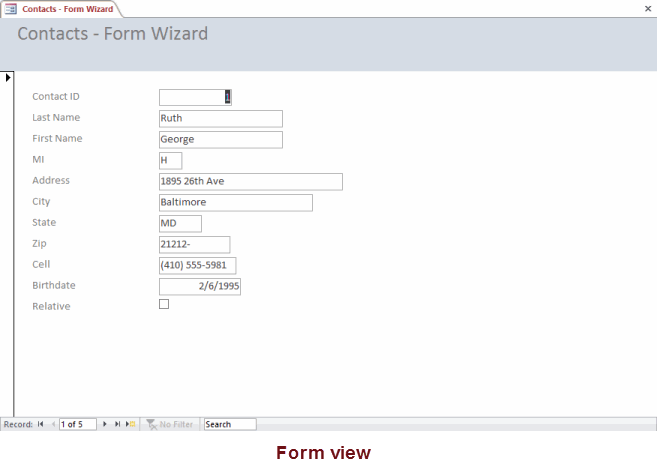 Contacts - Form Wizard
Contacts - Form Wizard
Contact ID 1
Last Name Ruth
First Name George
MI H
Address 1895 26th Ave
City Baltimore
State MD
Zip 21212-
Cell (410) 555-5981
Birthdate 2/6/1995
Relative
Record: 1 of 5 No Filter Search
Form view